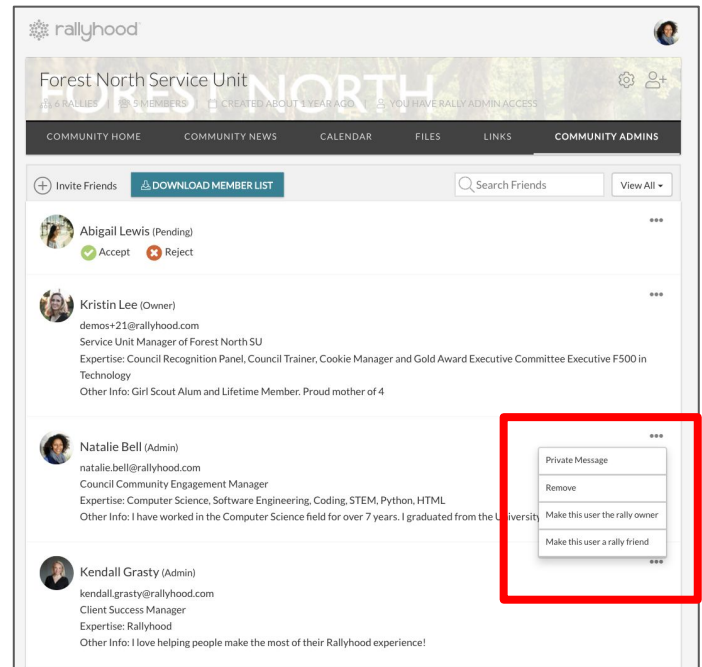 rallyhood
Forest North Service Unit
FOREST NORTH
6 RALLIES 5 MEMBERS CREATED ABOUT 1 YEAR AGO YOU HAVE RALLY ADMIN ACCESS
COMMUNITY HOME COMMUNITY NEWS CALENDAR FILES LINKS COMMUNITY ADMINS
Invite Friends DOWNLOAD MEMBER LIST Search Friends View All
Abigail Lewis (Pending)
Accept Reject
Kristin Lee (Owner)
demos+21@rallyhood.com
Service Unit Manager of Forest North SU
Expertise: Council Recognition Panel, Council Trainer, Cookie Manager and Gold Award Executive Committee Executive F500 in
Technology
Other Info: Girl Scout Alum and Lifetime Member. Proud mother of 4
Natalie Bell (Admin)
natalie.bell@rallyhood.com
Council Community Engagement Manager
Expertise: Computer Science, Software Engineering, Coding, STEM, Python, HTML
Other Info: I have worked in the Computer Science field for over 7 years. I graduated from the University
Private Message
Remove
Make this user the rally owner
Make this user a rally friend
Kendall Grasty (Admin)
kendall.grasty@rallyhood.com
Client Success Manager
Expertise: Rallyhood
Other Info: I love helping people make the most of their Rallyhood experience!